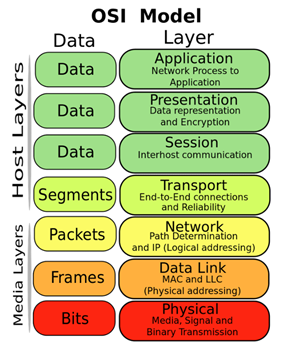 OSI Model
Data
Layer
Host Layers
Data
Application
Network Process to
Application
Data
Presentation
Data representation
and Encryption
Data
Session
Interhost communication
Segments
Transport
End-to-End connections
and Reliability
Media Layers
Packets
Network
Path Determination
and IP (Logical addressing)
Frames
Data Link
MAC and LLC
(Physical addressing)
Bits
Physical
Media, Signal and
Binary Transmission